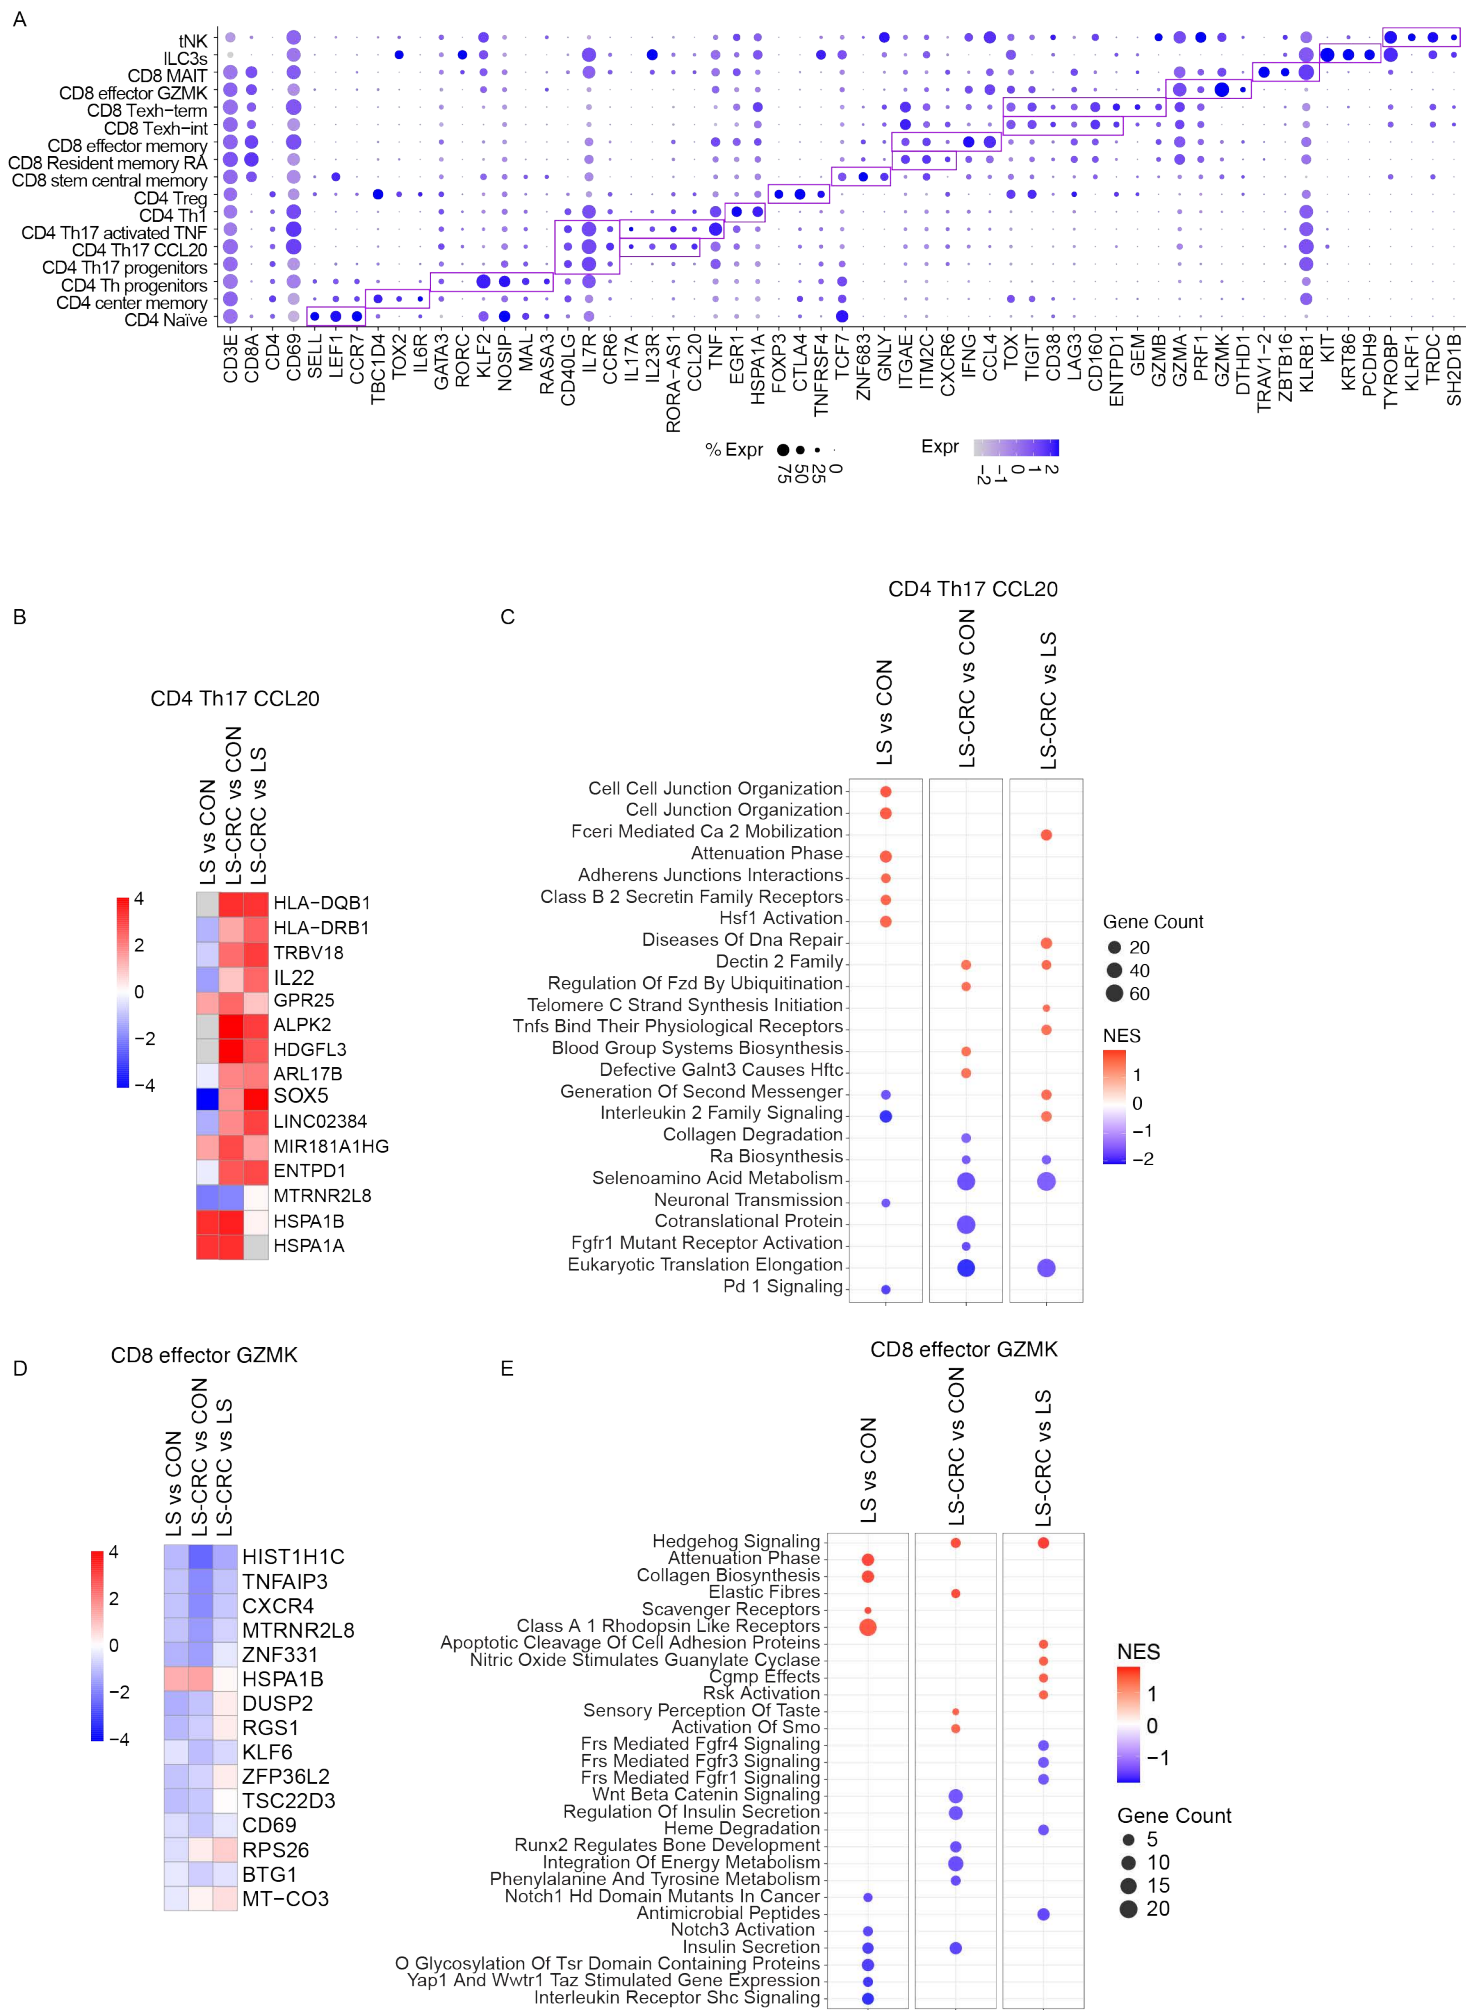 A
tNK
ILC3s
CD8 MAIT
CD8 effector GZMK
CD8 Texh−term
CD8 Texh−int
CD8 effector memory
CD8 Resident memory RA
CD8 stem central memory
CD4 Treg
CD4 Th1
CD4 Th17 activated TNF
CD4 Th17 CCL20
CD4 Th17 progenitors
CD4 Th progenitors
CD4 center memory
CD4 Naïve
CD3E
CD8A
CD4
CD69
SELL
LEF1
CCR7
TBC1D4
TOX2
IL6R
GATA3
RORC
KLF2
NOSIP
MAL
RASA3
CD40LG
IL7R
CCR6
IL17A
IL23R
RORA−AS1
CCL20
TNF
EGR1
HSPA1A
FOXP3
CTLA4
TNFRSF4
TCF7
ZNF683
GNLY
ITGAE
ITM2C
CXCR6
IFNG
CCL4
TOX
TIGIT
CD38
LAG3
CD160
ENTPD1
GEM
GZMB
GZMA
PRF1
GZMK
DTHD1
TRAV1−2
ZBTB16
KLRB1
KIT
KRT86
PCDH9
TYROBP
KLRF1
TRDC
SH2D1B
% Expr
75
50
25
0
Expr
−2
−1
0
1
2
B
CD4 Th17 CCL20
LS vs CON
LS-CRC vs CON
LS-CRC vs LS
4
2
0
−2
−4
HLA−DQB1
HLA−DRB1
TRBV18
IL22
GPR25
ALPK2
HDGFL3
ARL17B
SOX5
LINC02384
MIR181A1HG
ENTPD1
MTRNR2L8
HSPA1B
HSPA1A
C
CD4 Th17 CCL20
LS vs CON
LS-CRC vs CON
LS-CRC vs LS
Cell Cell Junction Organization
Cell Junction Organization
Fceri Mediated Ca 2 Mobilization
Attenuation Phase
Adherens Junctions Interactions
Class B 2 Secretin Family Receptors
Hsf1 Activation
Diseases Of Dna Repair
Dectin 2 Family
Regulation Of Fzd By Ubiquitination
Telomere C Strand Synthesis Initiation
Tnfs Bind Their Physiological Receptors
Blood Group Systems Biosynthesis
Defective Galnt3 Causes Hftc
Generation Of Second Messenger
Interleukin 2 Family Signaling
Collagen Degradation
Ra Biosynthesis
Selenoamino Acid Metabolism
Neuronal Transmission
Cotranslational Protein
Fgfr1 Mutant Receptor Activation
Eukaryotic Translation Elongation
Pd 1 Signaling
Gene Count
20
40
60
NES
1
0
−1
−2
D
CD8 effector GZMK
LS vs CON
LS-CRC vs CON
LS-CRC vs LS
4
2
0
−2
−4
HIST1H1C
TNFAIP3
CXCR4
MTRNR2L8
ZNF331
HSPA1B
DUSP2
RGS1
KLF6
ZFP36L2
TSC22D3
CD69
RPS26
BTG1
MT−CO3
E
CD8 effector GZMK
LS vs CON
LS-CRC vs CON
LS-CRC vs LS
Hedgehog Signaling
Attenuation Phase
Collagen Biosynthesis
Elastic Fibres
Scavenger Receptors
Class A 1 Rhodopsin Like Receptors
Apoptotic Cleavage Of Cell Adhesion Proteins
Nitric Oxide Stimulates Guanylate Cyclase
Cgmp Effects
Rsk Activation
Sensory Perception Of Taste
Activation Of Smo
Frs Mediated Fgfr4 Signaling
Frs Mediated Fgfr3 Signaling
Frs Mediated Fgfr1 Signaling
Wnt Beta Catenin Signaling
Regulation Of Insulin Secretion
Heme Degradation
Runx2 Regulates Bone Development
Integration Of Energy Metabolism
Phenylalanine And Tyrosine Metabolism
Notch1 Hd Domain Mutants In Cancer
Antimicrobial Peptides
Notch3 Activation
Insulin Secretion
O Glycosylation Of Tsr Domain Containing Proteins
Yap1 And Wwtr1 Taz Stimulated Gene Expression
Interleukin Receptor Shc Signaling
NES
1
0
−1
Gene Count
5
10
15
20